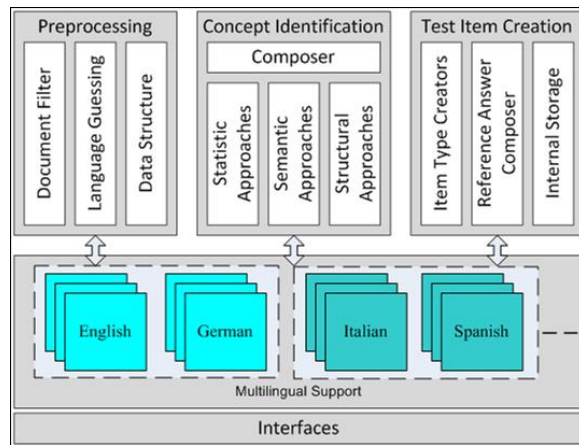 Preprocessing
Document Filter
Language Guessing
Data Structure
Concept Identification
Composer
Statistic
Approaches
Semantic
Approaches
Structural
Approaches
Test Item Creation
Item Type Creators
Reference Answer
Composer
Internal Storage
English
German
Italian
Spanish
Multilingual Support
Interfaces